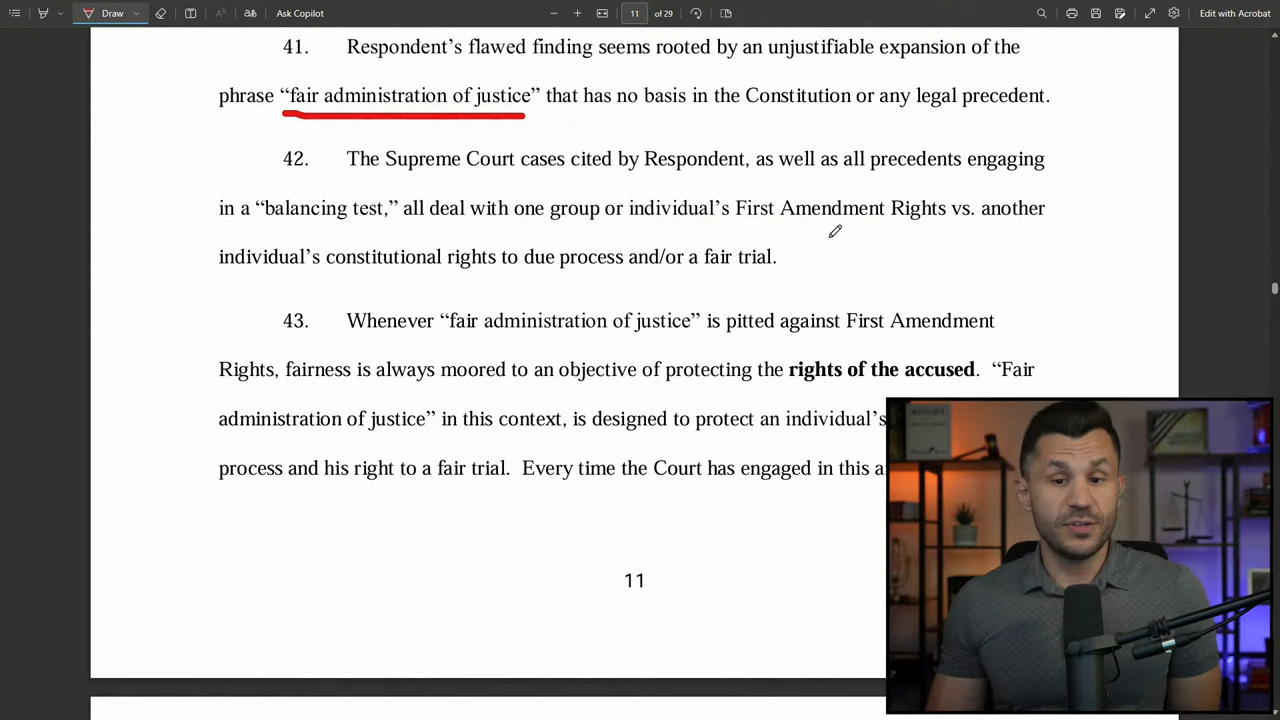 Draw
Ask Copilot
11 of 29
Edit with Acrobat
41. Respondent’s flawed finding seems rooted by an unjustifiable expansion of the
phrase “fair administration of justice” that has no basis in the Constitution or any legal precedent.
42. The Supreme Court cases cited by Respondent, as well as all precedents engaging
in a “balancing test,” all deal with one group or individual’s First Amendment Rights vs. another
individual’s constitutional rights to due process and/or a fair trial.
43. Whenever “fair administration of justice” is pitted against First Amendment
Rights, fairness is always moored to an objective of protecting the rights of the accused. “Fair
administration of justice” in this context, is designed to protect an individual’s
process and his right to a fair trial. Every time the Court has engaged in this
11